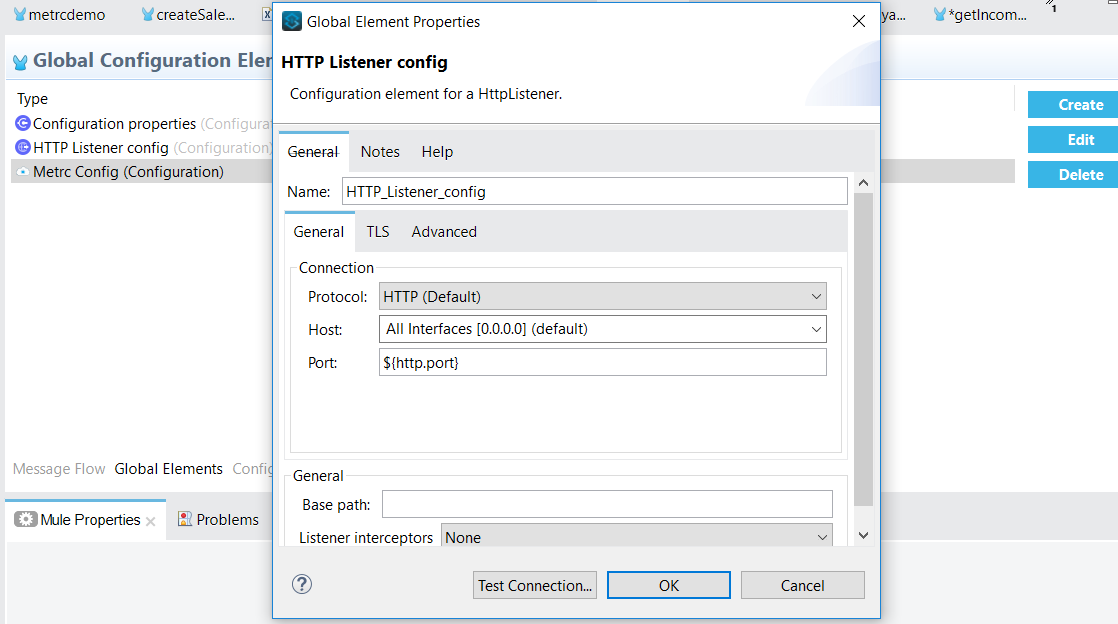 metrcdemo createSale... ya... *getIncom... 1
Global Element Properties
Global Configuration Eler
HTTP Listener config
Configuration element for a HttpListener.
Type
Configuration properties (Configura
HTTP Listener config (Configuration)
Metrc Config (Configuration)
Create
Edit
Delete
General Notes Help
Name: HTTP_Listener_config
General TLS Advanced
Connection
Protocol: HTTP (Default)
Host: All Interfaces [0.0.0.0] (default)
Port: ${http.port}
Message Flow Global Elements Config
General
Base path:
Listener interceptors None
Mule Properties Problems
Test Connection... OK Cancel